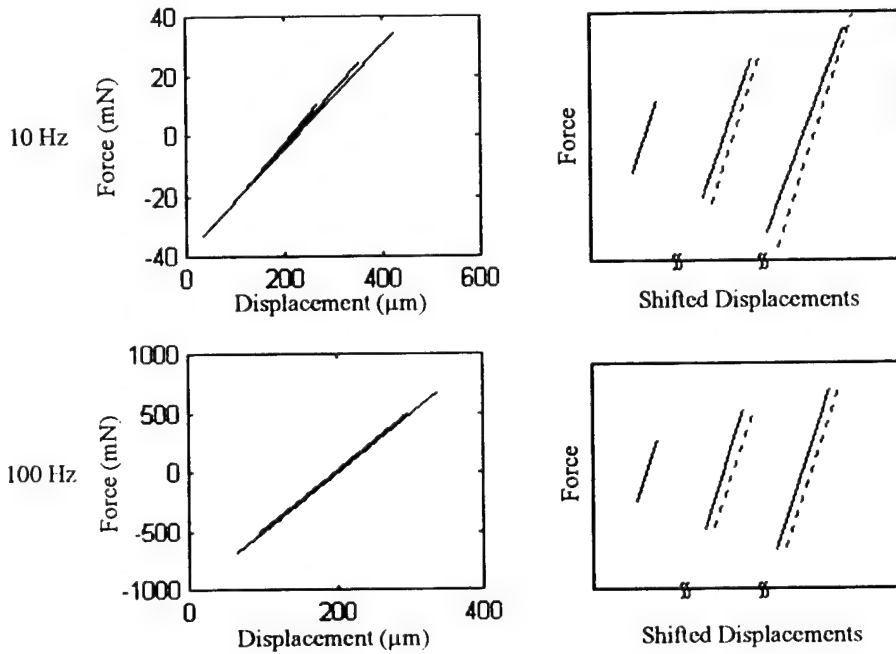 10 Hz
Force (mN)
40
20
0
-20
-40
0
200
400
600
Displacement (µm)
Force
Shifted Displacements
100 Hz
Force (mN)
1000
500
0
-500
-1000
0
200
400
Displacement (µm)
Force
Shifted Displacements